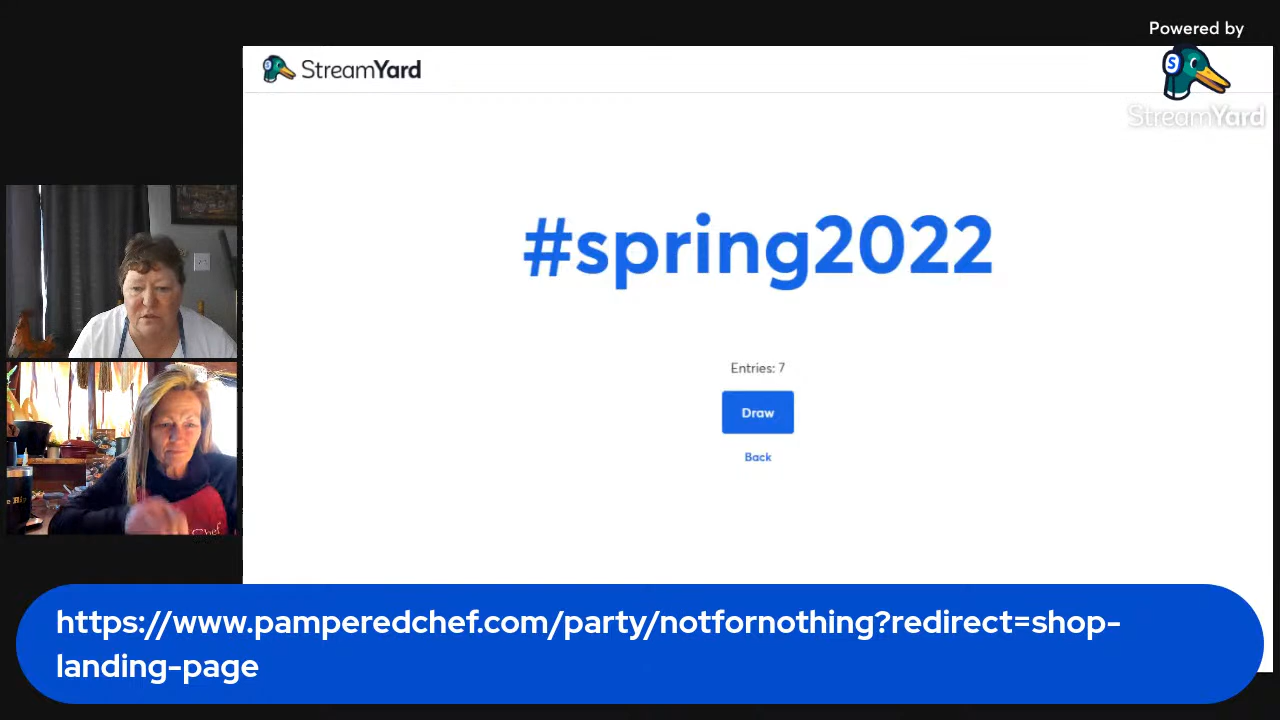 Powered by
StreamYard
StreamYard
#spring2022
Entries: 7
Draw
Back
https://www.pamperedchef.com/party/notfornothing?redirect=shop-
landing-page